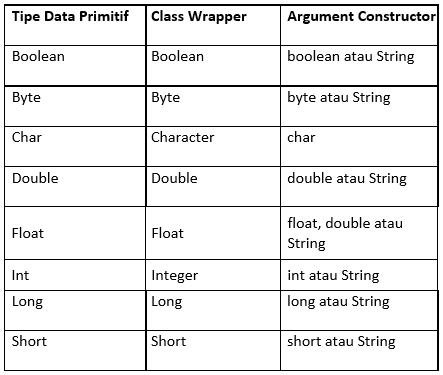 Tipe Data Primitif Class Wrapper Argument Constructor
Boolean Boolean boolean atau String
Byte Byte byte atau String
Char Character char
Double Double double atau String
Float Float float, double atau
String
Int Integer int atau String
Long Long long atau String
Short Short short atau String